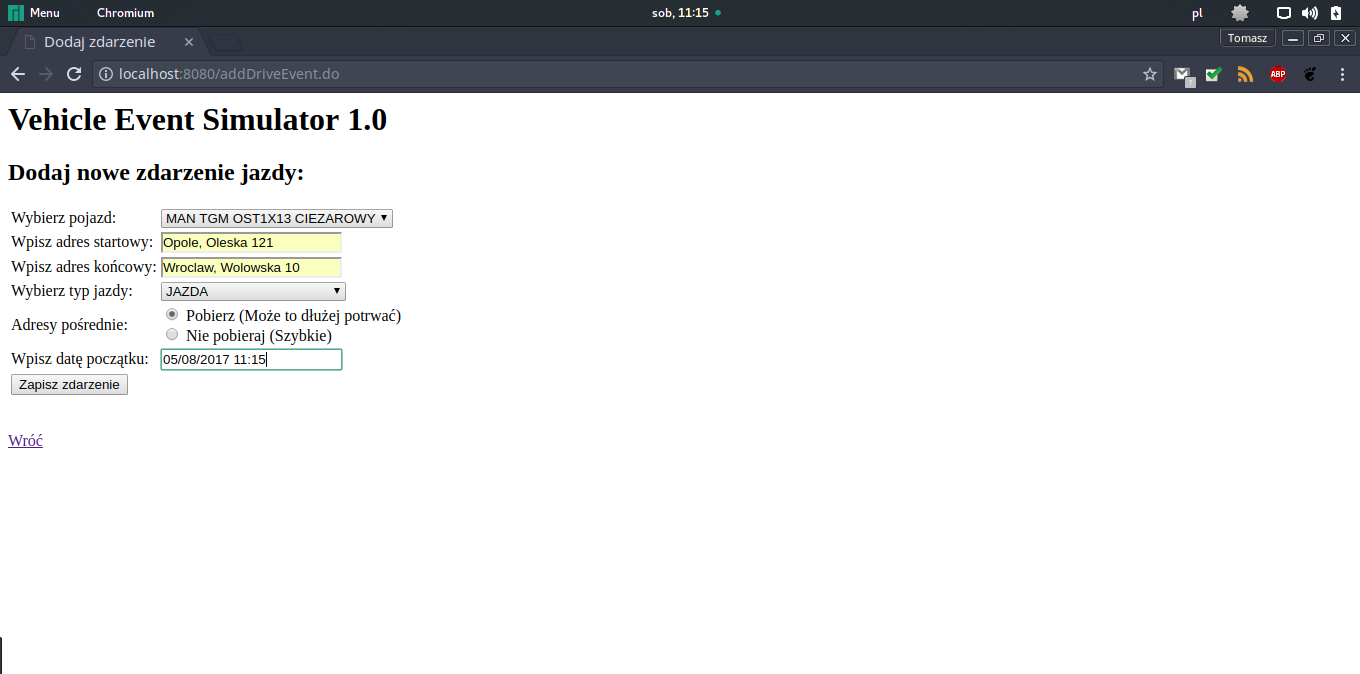 Menu Chromium sob, 11:15 pl
Dodaj zdarzenie Tomasz
localhost:8080/addDriveEvent.do ABP
Vehicle Event Simulator 1.0
Dodaj nowe zdarzenie jazdy:
Wybierz pojazd: MAN TGM OST1X13 CIEZAROWY
Wpisz adres startowy: Opole, Oleska 121
Wpisz adres końcowy: Wroclaw, Wolowska 10
Wybierz typ jazdy: JAZDA
Adresy pośrednie: Pobierz (Może to dłużej potrwać)
Nie pobieraj (Szybkie)
Wpisz datę początku: 05/08/2017 11:15
Zapisz zdarzenie
Wróć